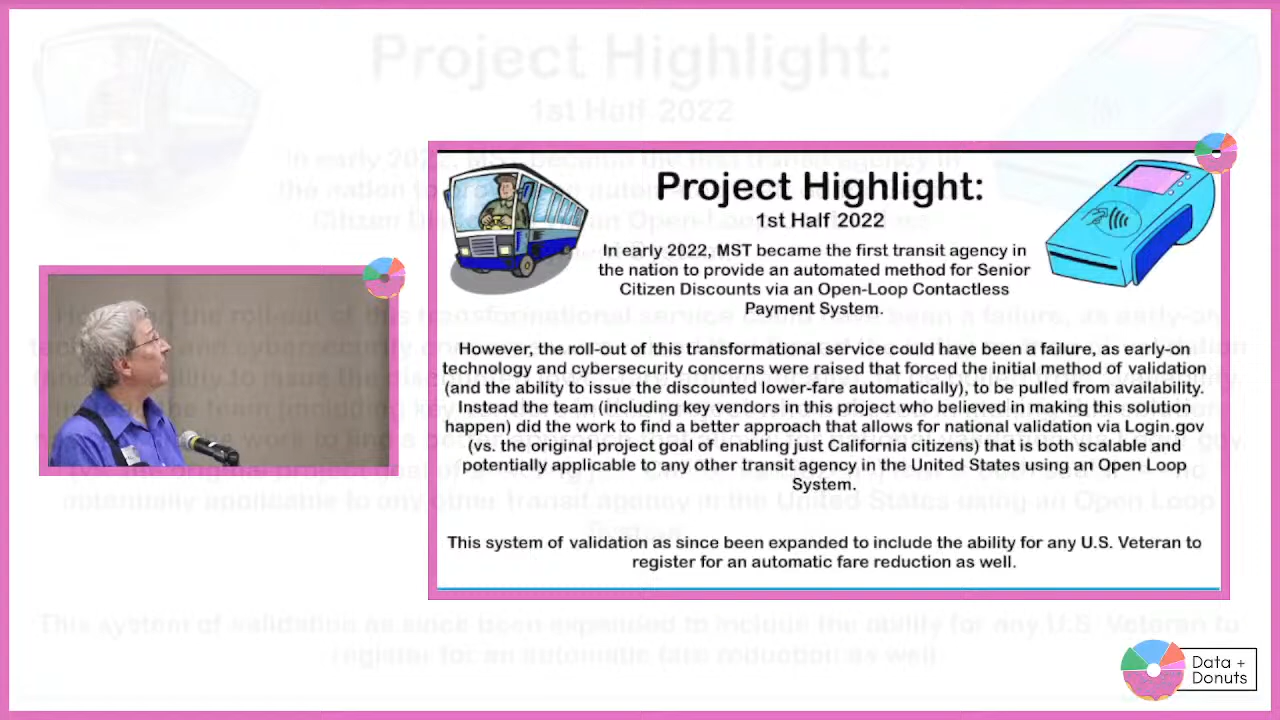 Project Highlight:
1st Half 2022
In early 2022, MST became the first transit agency in
the nation to provide an automated method for Senior
Citizen Discounts via an Open-Loop Contactless
Payment System.
However, the roll-out of this transformational service could have been a failure, as early-on
technology and cybersecurity concerns were raised that forced the initial method of validation
(and the ability to issue the discounted lower fare automatically), to be pulled from availability.
Instead the team (including key vendors in this project who believed in making this solution
happen) did the work to find a better approach that allows for national validation via Login.gov
(vs. the original project goal of enabling just California citizens) that is both scalable and
potentially applicable to any other transit agency in the United States using an Open Loop
System.
This system of validation as since been expanded to include the ability for any U.S. Veteran to
register for an automatic fare reduction as well.
Data +
Donuts